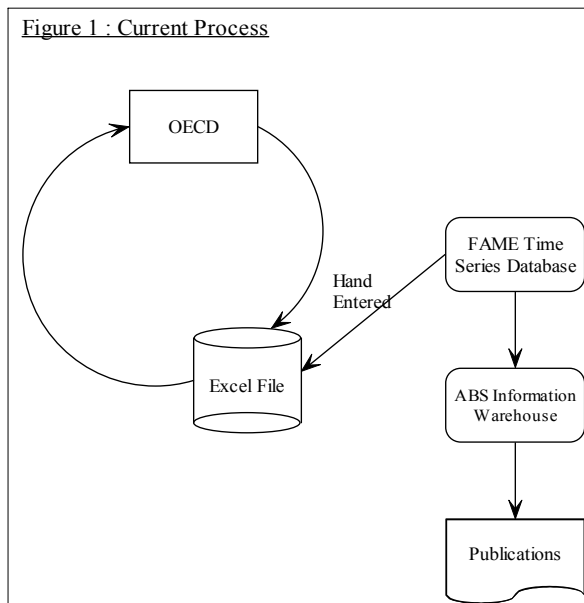 Figure 1 : Current Process
OECD
FAME Time
Series Database
Hand
Entered
Excel File
ABS Information
Warehouse
Publications